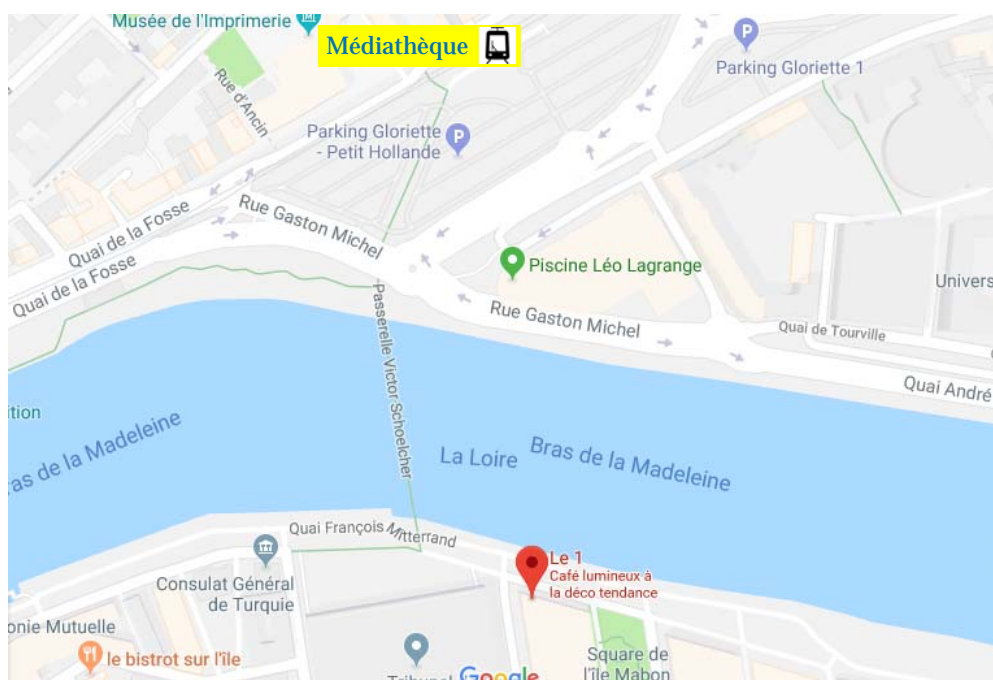 Musée de l'Imprimerie
Médiathèque
Parking Gloriette 1
Rue d'Ancin
Parking Gloriette
- Petit Hollande
Quai de la Fosse
Rue Gaston Michel
Quai de la Fosse
Piscine Léo Lagrange
Univers
Passerelle Victor Schoelcher
Rue Gaston Michel
Quai de Tourville
Quai André
ition
as de la Madeleine
La Loire
Bras de la Madeleine
Quai François Mitterrand
Le 1
Café lumineux à
la déco tendance
Consulat Général
de Turquie
onie Mutuelle
le bistrot sur l'île
Tribunal
Google
Square de
l'île Mabon